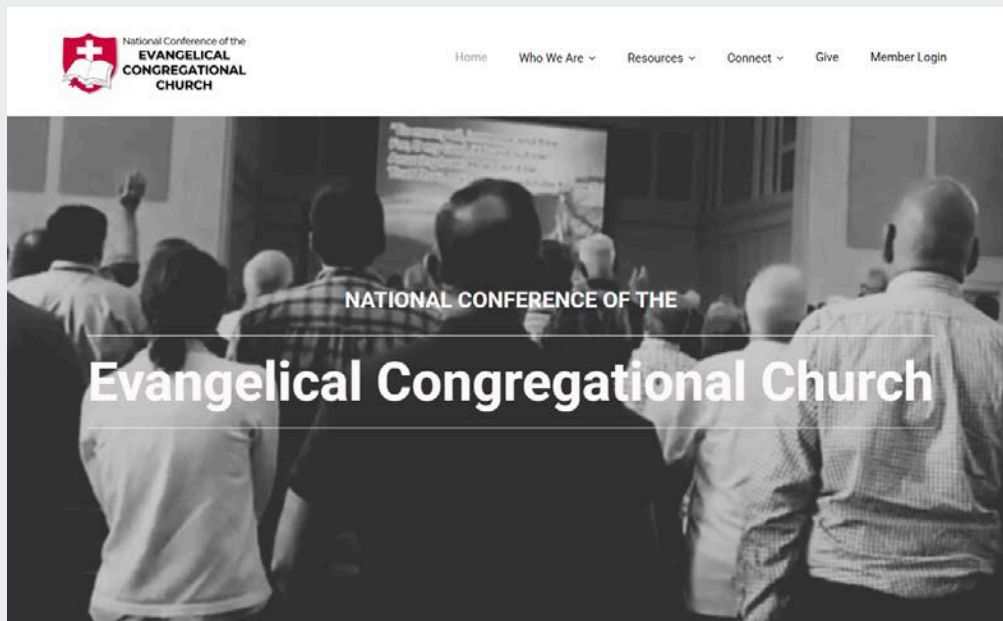 National Conference of the
EVANGELICAL
CONGREGATIONAL
CHURCH
Home Who We Are Resources Connect Give Member Login
NATIONAL CONFERENCE OF THE
Evangelical Congregational Church